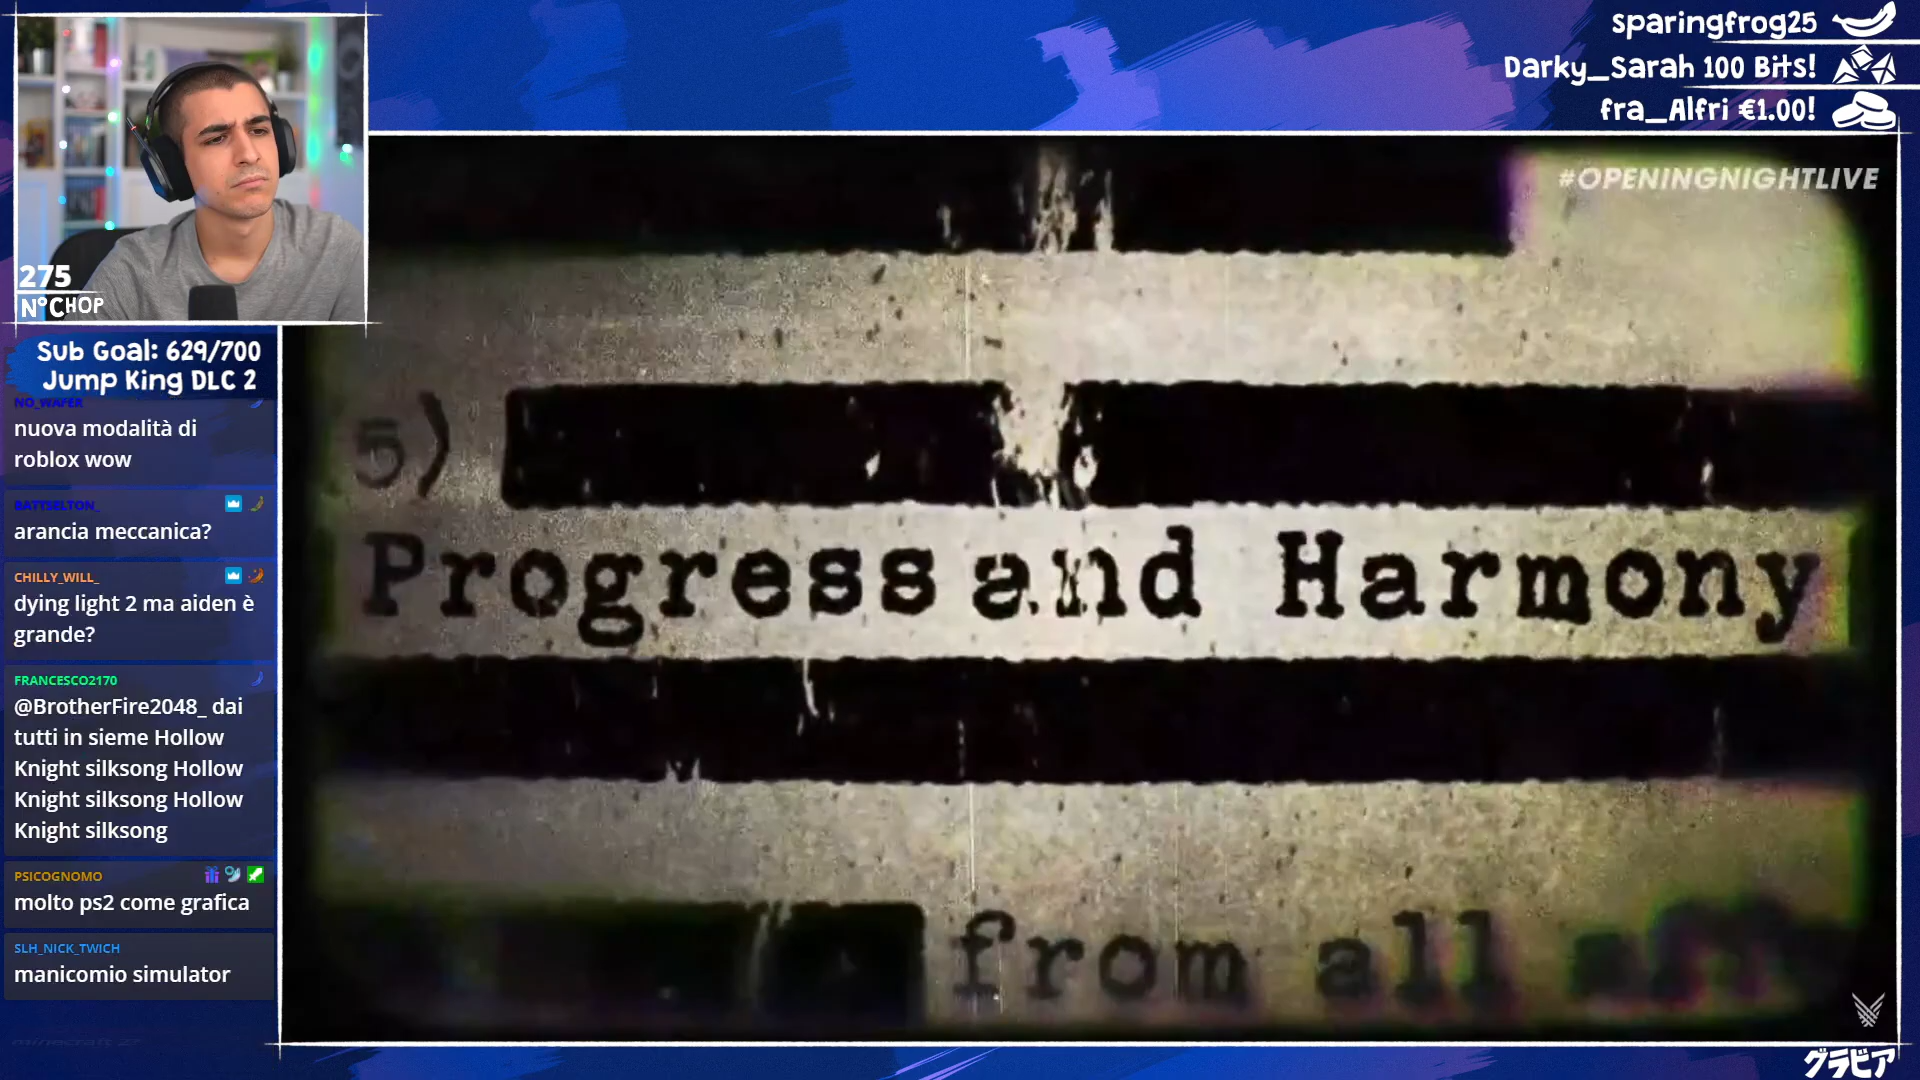 sparingfrog25
Darky_Sarah 100 Bits!
fra_Alfri €1.00!
#OPENINGNIGHTLIVE
275
N°CHOP
Sub Goal: 629/700
Jump King DLC 2
NO_WAFER
nuova modalità di
roblox wow
BATYSELTON_
arancia meccanica?
CHILLY_WILL_
dying light 2 ma aiden è
grande?
FRANCESCO2170
@BrotherFire2048_ dai
tutti in sieme Hollow
Knight silksong Hollow
Knight silksong Hollow
Knight silksong
PSICOGNOMO
molto ps2 come grafica
SLH_NICK_TWICH
manicomio simulator
minecraft 2?
5)
Progress and Harmony
from all
グラビア